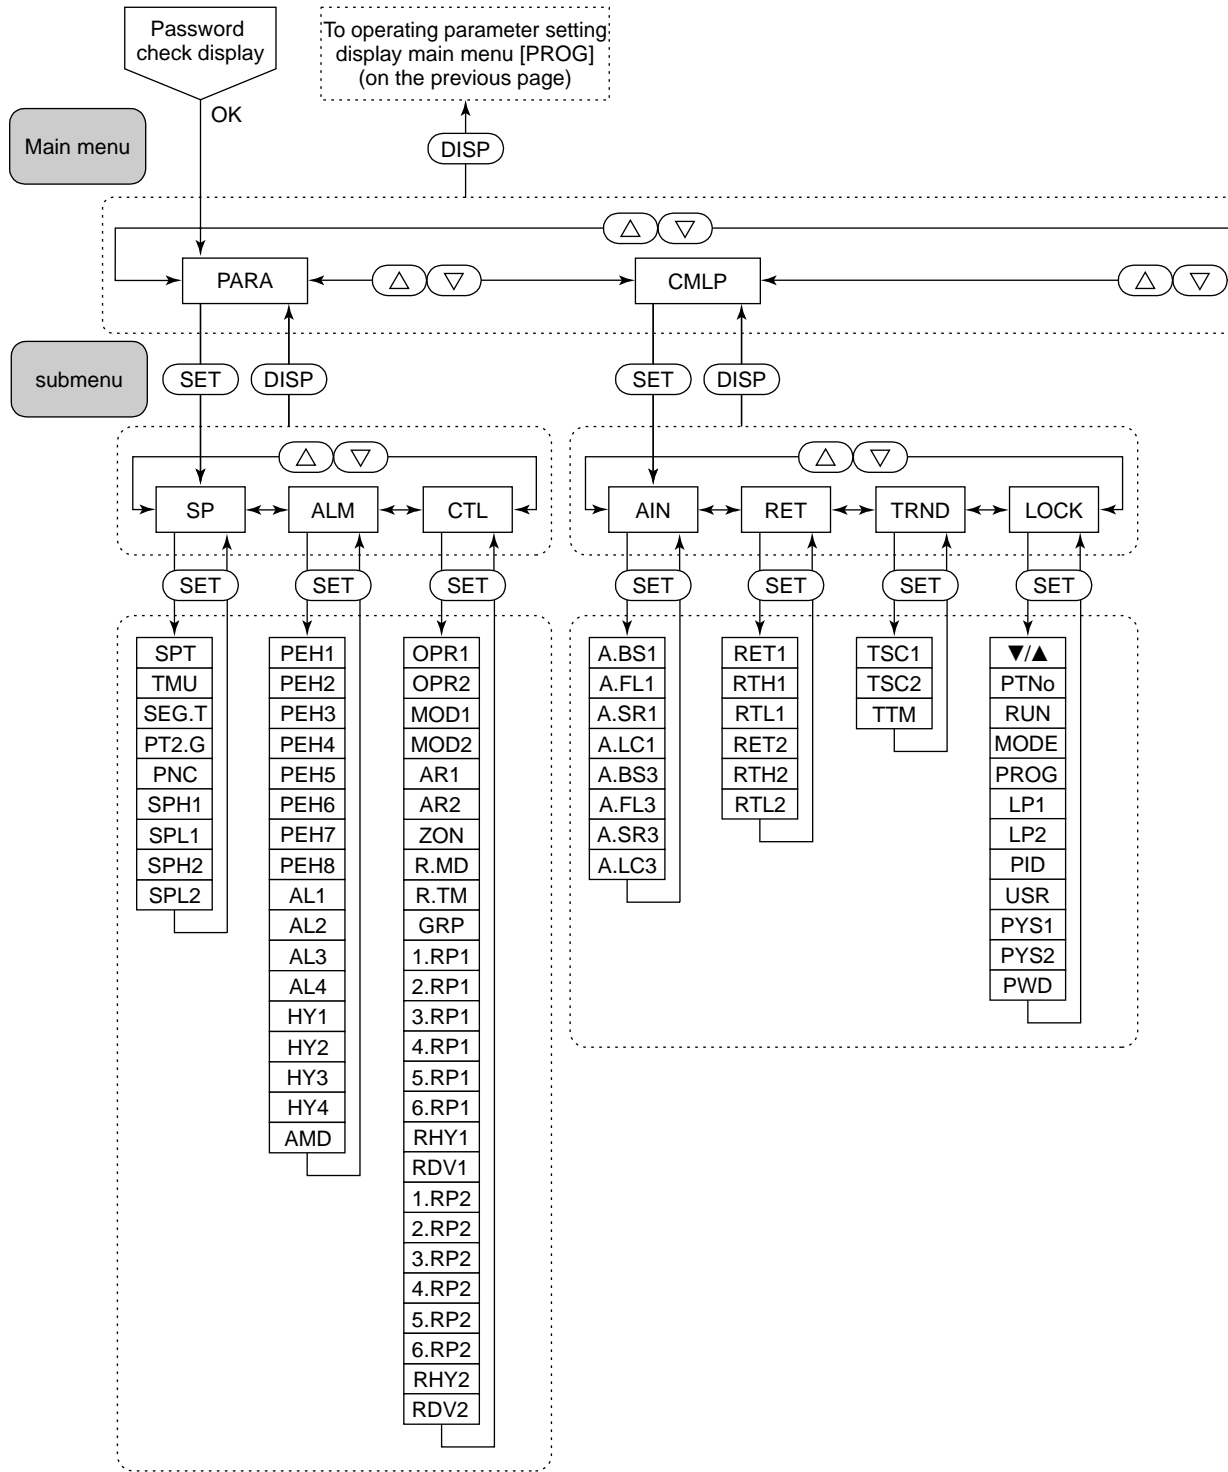 Password
check display
To operating parameter setting
display main menu [PROG]
(on the previous page)
OK
Main menu
DISP
△ ▽
PARA
△ ▽
CMLP
△ ▽
submenu
SET
DISP
SET
DISP
△ ▽
△ ▽
SP
ALM
CTL
AIN
RET
TRND
LOCK
SET
SET
SET
SET
SET
SET
SET
SPT
TMU
SEG.T
PT2.G
PNC
SPH1
SPL1
SPH2
SPL2
PEH1
PEH2
PEH3
PEH4
PEH5
PEH6
PEH7
PEH8
AL1
AL2
AL3
AL4
HY1
HY2
HY3
HY4
AMD
OPR1
OPR2
MOD1
MOD2
AR1
AR2
ZON
R.MD
R.TM
GRP
1.RP1
2.RP1
3.RP1
4.RP1
5.RP1
6.RP1
RHY1
RDV1
1.RP2
2.RP2
3.RP2
4.RP2
5.RP2
6.RP2
RHY2
RDV2
A.BS1
A.FL1
A.SR1
A.LC1
A.BS3
A.FL3
A.SR3
A.LC3
RET1
RTH1
RTL1
RET2
RTH2
RTL2
TSC1
TSC2
TTM
▼/▲
PTNo
RUN
MODE
PROG
LP1
LP2
PID
USR
PYS1
PYS2
PWD